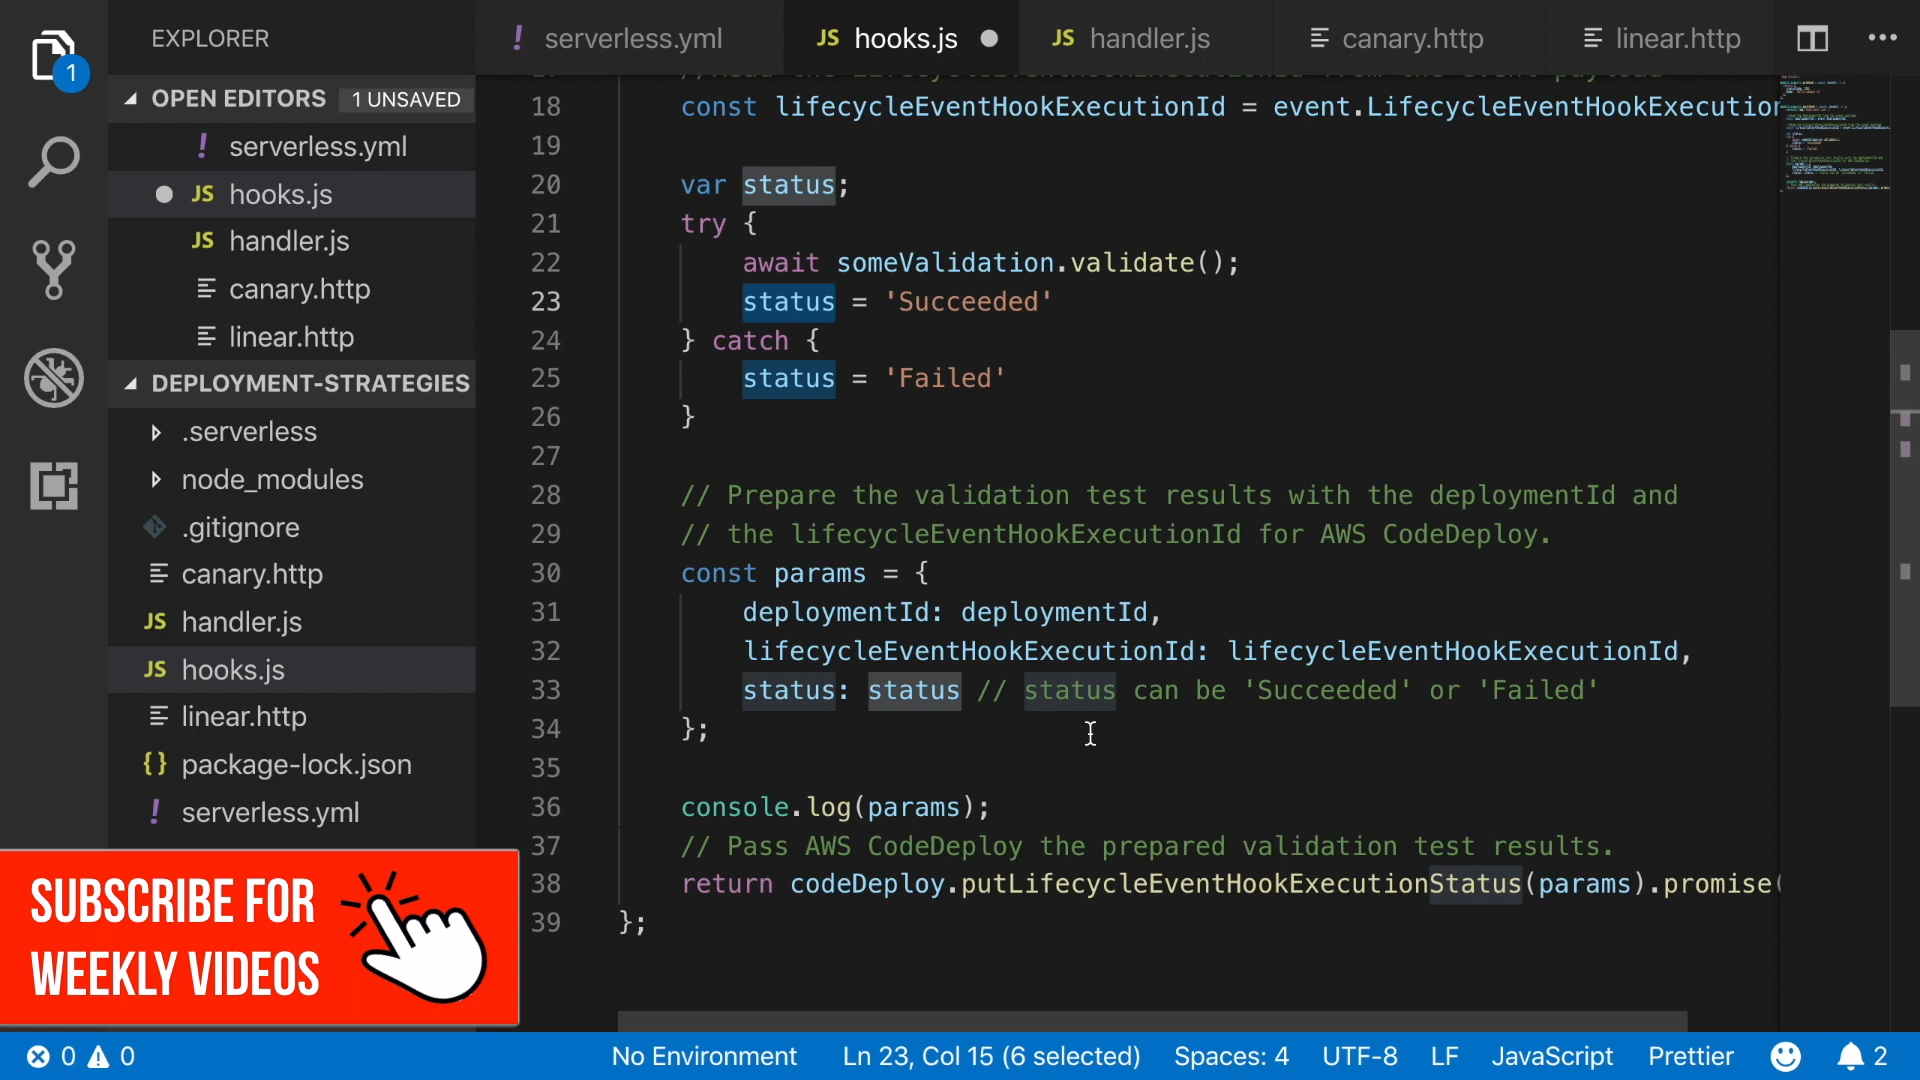 1
EXPLORER
! serverless.yml
JS hooks.js
JS handler.js
canary.http
linear.http
OPEN EDITORS 1 UNSAVED
! serverless.yml
JS hooks.js
JS handler.js
canary.http
linear.http
DEPLOYMENT-STRATEGIES
.serverless
node_modules
.gitignore
canary.http
JS handler.js
JS hooks.js
linear.http
{} package-lock.json
! serverless.yml
18 const lifecycleEventHookExecutionId = event.LifecycleEventHookExecution
19
20 var status;
21 try {
22 await someValidation.validate();
23 status = 'Succeeded'
24 } catch {
25 status = 'Failed'
26 }
27
28 // Prepare the validation test results with the deploymentId and
29 // the lifecycleEventHookExecutionId for AWS CodeDeploy.
30 const params = {
31 deploymentId: deploymentId,
32 lifecycleEventHookExecutionId: lifecycleEventHookExecutionId,
33 status: status // status can be 'Succeeded' or 'Failed'
34 };
35
36 console.log(params);
37 // Pass AWS CodeDeploy the prepared validation test results.
38 return codeDeploy.putLifecycleEventHookExecutionStatus(params).promise(
39 };
SUBSCRIBE FOR
WEEKLY VIDEOS
0 0 No Environment Ln 23, Col 15 (6 selected) Spaces: 4 UTF-8 LF JavaScript Prettier 2